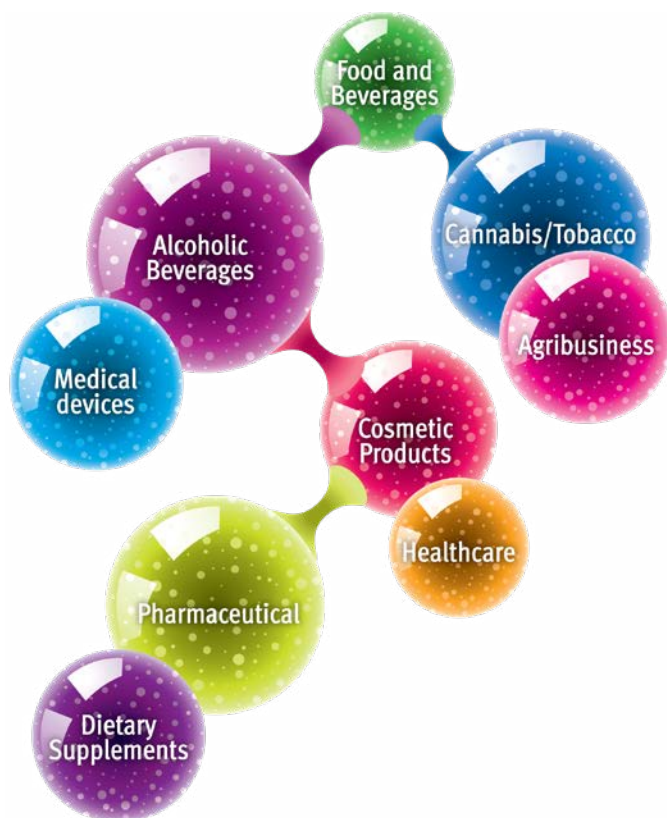 Food and
Beverages
Alcoholic
Beverages
Cannabis/Tobacco
Agribusiness
Medical
devices
Cosmetic
Products
Healthcare
Pharmaceutical
Dietary
Supplements